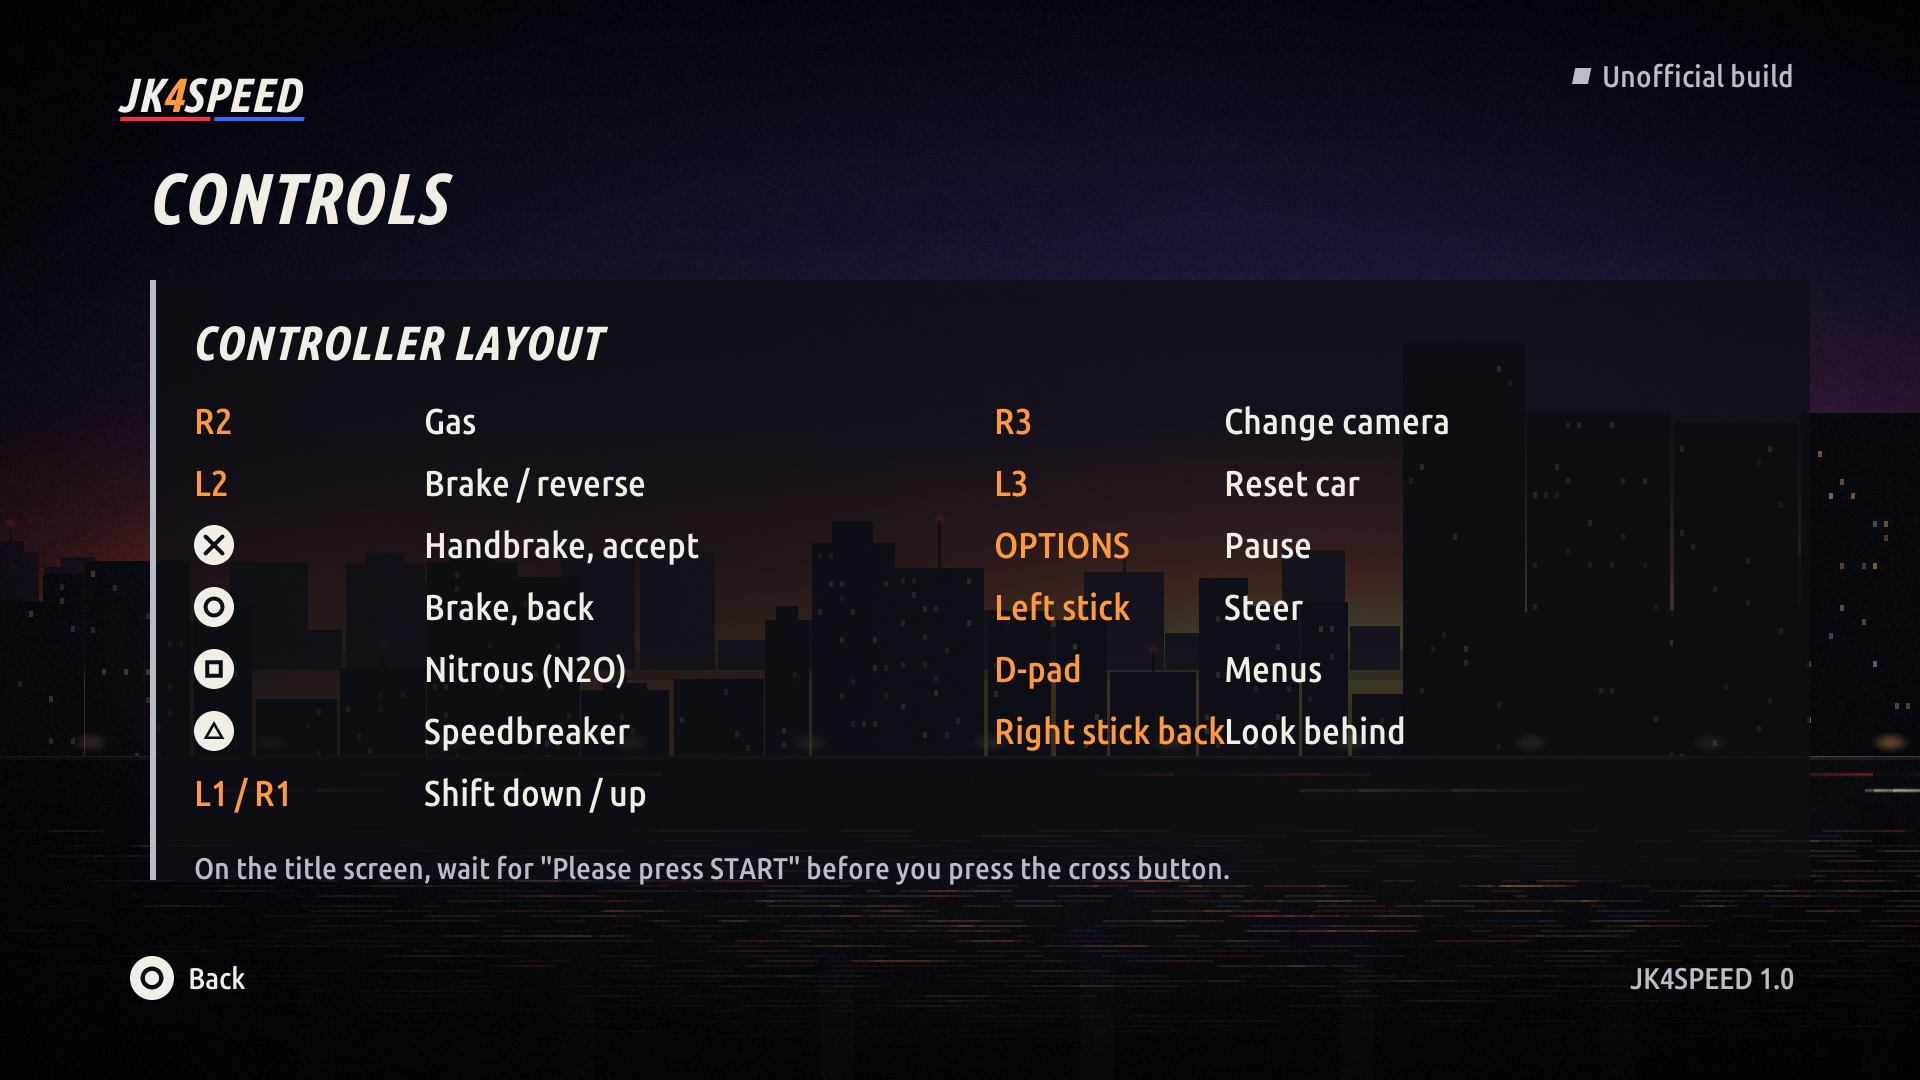 JK4SPEED
Unofficial build
CONTROLS
CONTROLLER LAYOUT
R2 Gas
L2 Brake / reverse
Handbrake, accept
Brake, back
Nitrous (N2O)
Speedbreaker
L1 / R1 Shift down / up
R3 Change camera
L3 Reset car
OPTIONS Pause
Left stick Steer
D-pad Menus
Right stick back Look behind
On the title screen, wait for "Please press START" before you press the cross button.
Back
JK4SPEED 1.0